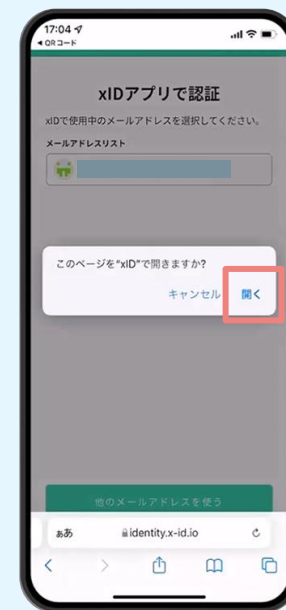 17:04
◀ QRコード
xIDアプリで認証
xIDで使用中のメールアドレスを選択してください。
メールアドレスリスト
このページを"xID"で開きますか?
キャンセル 開く
他のメールアドレスを使う
ぁあ identity.x-id.io